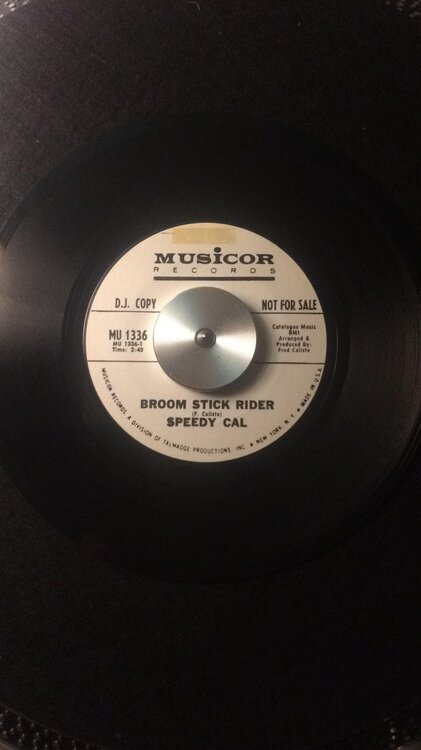 MUSiCOR
RECORDS
D.J. COPY
NOT FOR SALE
MU 1336
MU 1336-1
Time: 2:40
Catalogue Music
BMI
Arranged &
Produced By:
Fred Caliste
BROOM STICK RIDER
(F. Caliste)
SPEEDY CAL
MUSICOR RECORDS, A DIVISION OF TALMADGE PRODUCTIONS, INC. • NEW YORK, N. Y. • MADE IN U.S.A.